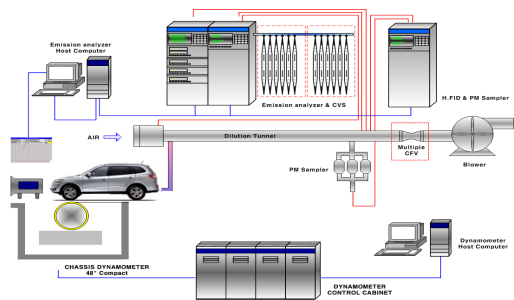 Emission analyzer
Host Computer
Emission analyzer & CVS
H.FID & PM Sampler
AIR
Dilution Tunnel
Multiple
CFV
Blower
PM Sampler
Dynamometer
Host Computer
CHASSIS DYNAMOMETER
48" Compact
DYNAMOMETER
CONTROL CABINET